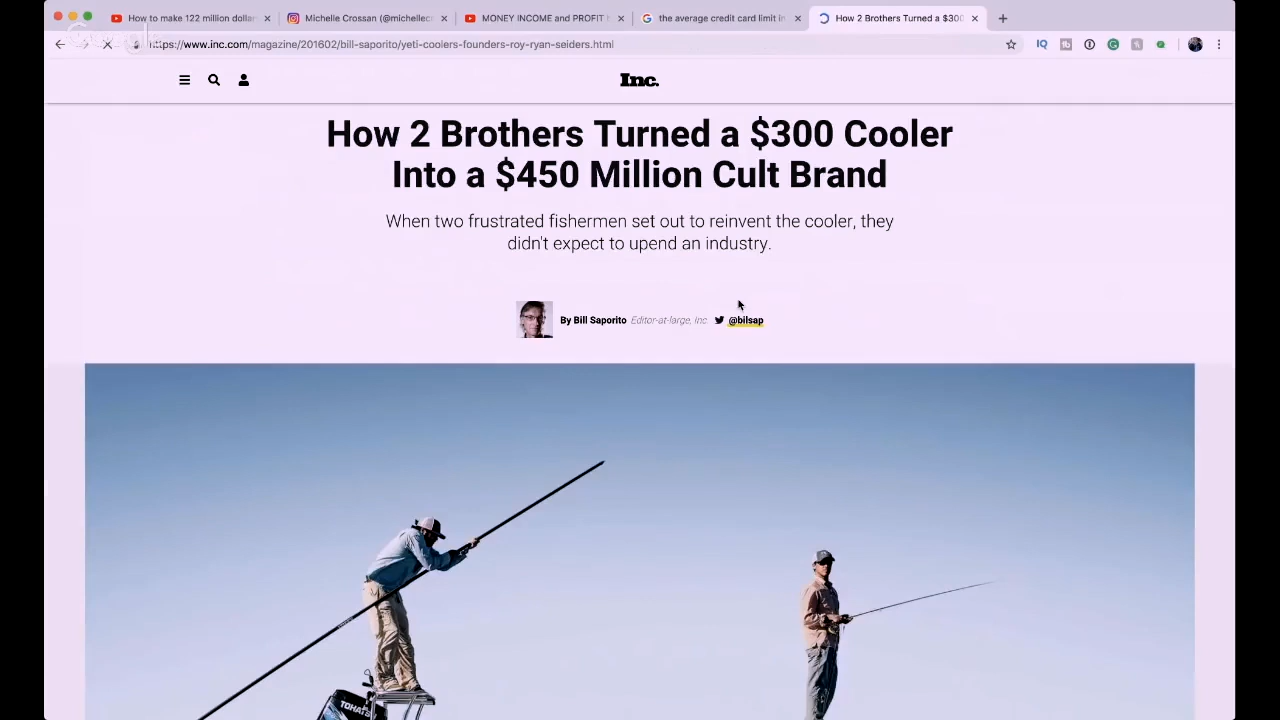 How to make 122 million dollar
Michelle Crossan (@michellec
MONEY INCOME and PROFIT
the average credit card limit i
How 2 Brothers Turned a $300
https://www.inc.com/magazine/201602/bill-saporito/yeti-coolers-founders-roy-ryan-seiders.html
Inc.
How 2 Brothers Turned a $300 Cooler
Into a $450 Million Cult Brand
When two frustrated fishermen set out to reinvent the cooler, they
didn't expect to upend an industry.
By Bill Saporito Editor-at-large, Inc. @bilsap
TOHATS